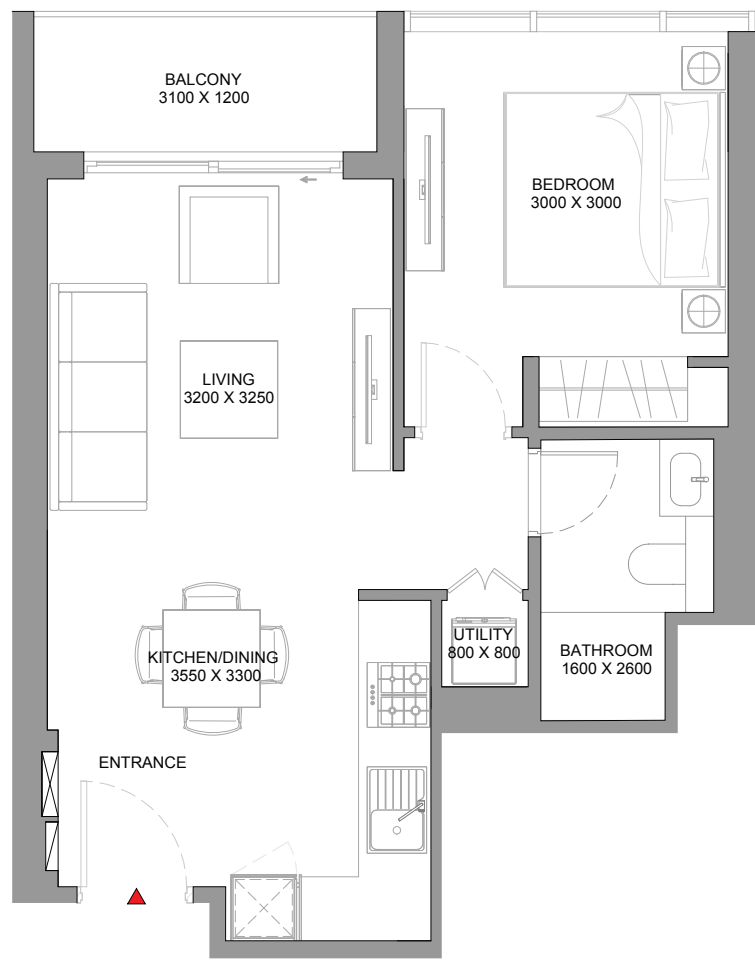 BALCONY
3100 X 1200
BEDROOM
3000 X 3000
LIVING
3200 X 3250
UTILITY
800 X 800
BATHROOM
1600 X 2600
KITCHEN/DINING
3550 X 3300
ENTRANCE